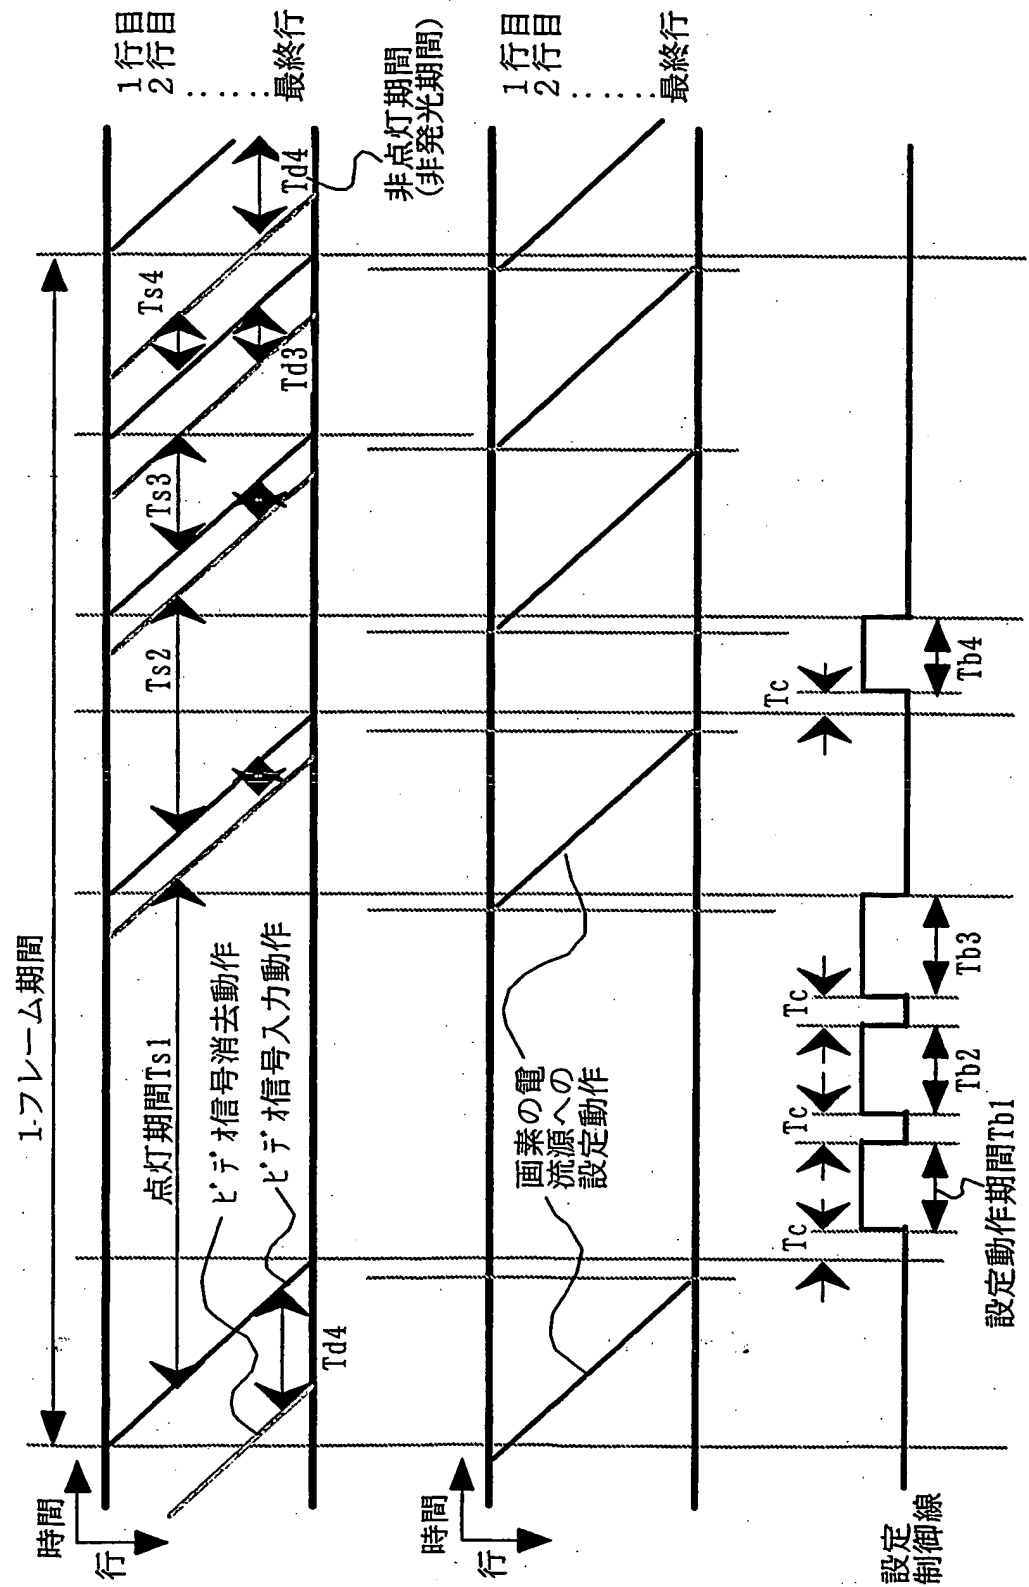 1-フレーム期間
時間
行
点灯期間Ts1
ビデオ信号消去動作
ビデオ信号入力動作
Td4
Ts2
Ts3
Ts4
Td3
Td4
1行目
2行目
......
最終行
非点灯期間
(非発光期間)
時間
行
画素の電
流源への
設定動作
1行目
2行目
......
最終行
設定
制御線
Tc
Tc
Tc
Tc
設定動作期間Tb1
Tb2
Tb3
Tb4